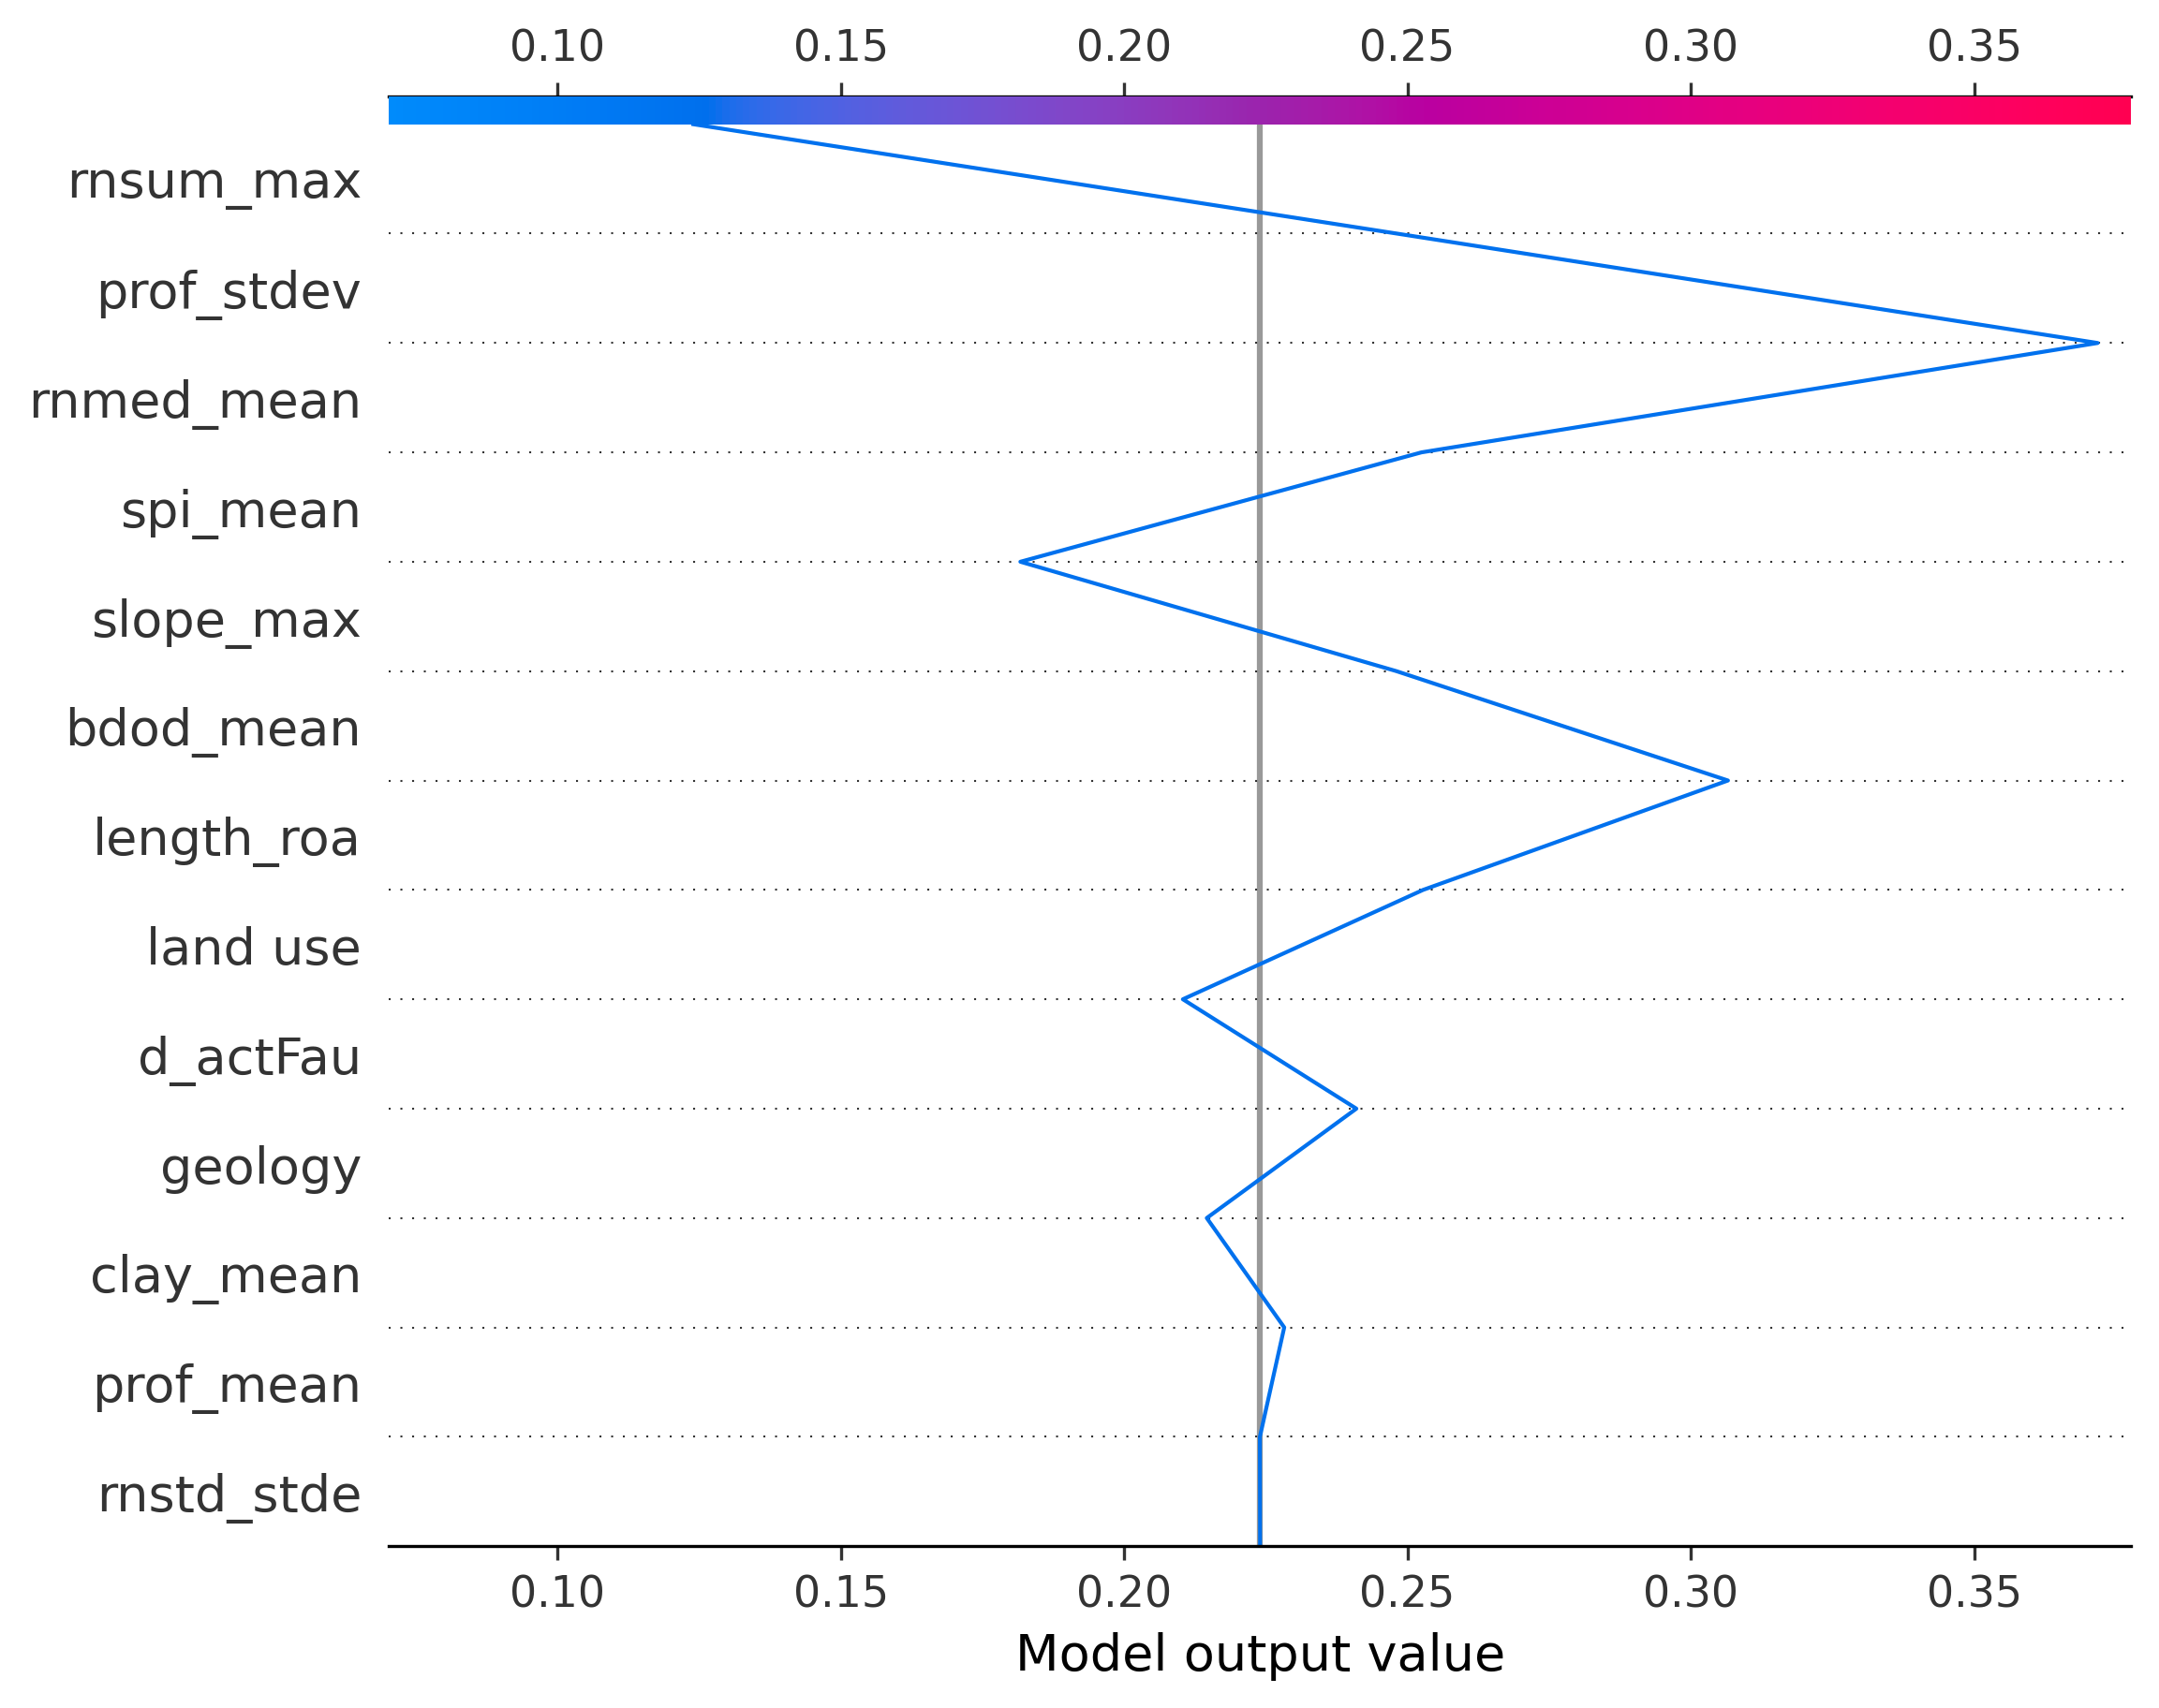 0.10 0.15 0.20 0.25 0.30 0.35
rnsum_max
prof_stdev
rnmed_mean
spi_mean
slope_max
bdod_mean
length_roa
land use
d_actFau
geology
clay_mean
prof_mean
rnstd_stde
0.10 0.15 0.20 0.25 0.30 0.35
Model output value